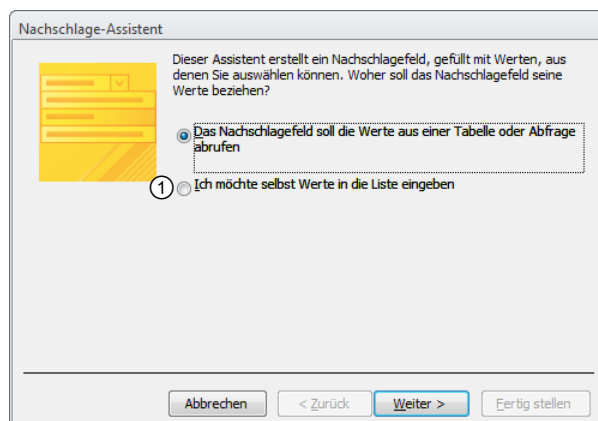 Nachschlage-Assistent
Dieser Assistent erstellt ein Nachschlagefeld, gefüllt mit Werten, aus
denen Sie auswählen können. Woher soll das Nachschlagefeld seine
Werte beziehen?
Das Nachschlagefeld soll die Werte aus einer Tabelle oder Abfrage
abrufen
1 Ich möchte selbst Werte in die Liste eingeben
Abbrechen < Zurück Weiter > Fertig stellen